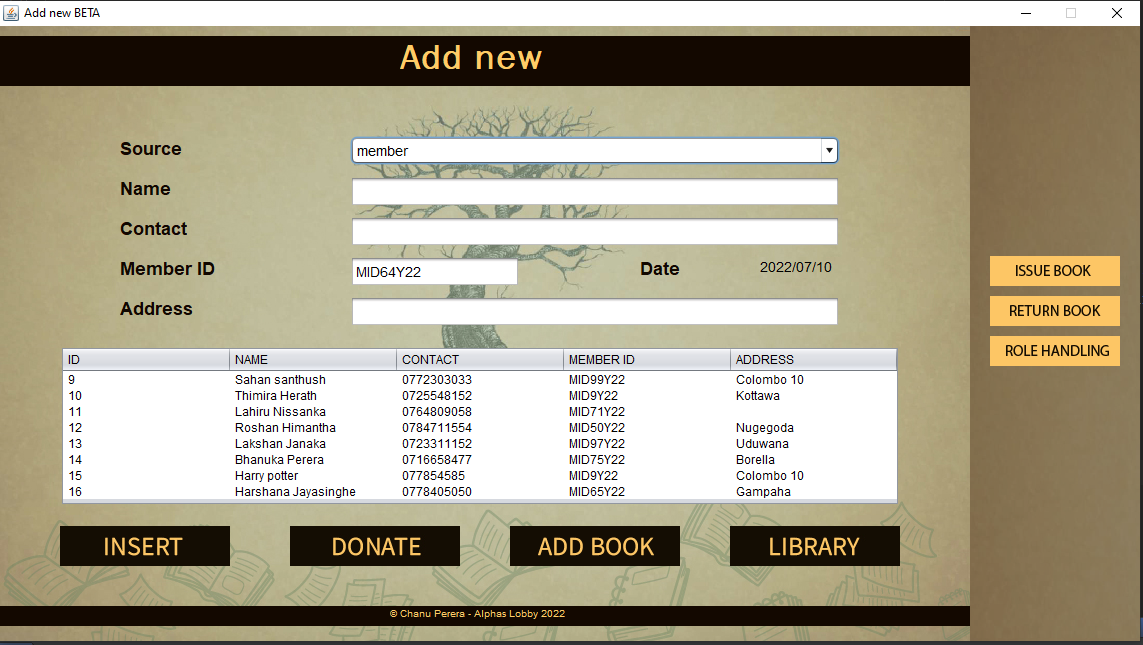 Add new BETA
Add new
Source member
Name
Contact
Member ID MID64Y22 Date 2022/07/10
Address
ID NAME CONTACT MEMBER ID ADDRESS
9 Sahan santhush 0772303033 MID99Y22 Colombo 10
10 Thimira Herath 0725548152 MID9Y22 Kottawa
11 Lahiru Nissanka 0764809058 MID71Y22
12 Roshan Himantha 0784711554 MID50Y22 Nugegoda
13 Lakshan Janaka 0723311152 MID97Y22 Uduwana
14 Bhanuka Perera 0716658477 MID75Y22 Borella
15 Harry potter 077854585 MID9Y22 Colombo 10
16 Harshana Jayasinghe 0778405050 MID65Y22 Gampaha
INSERT DONATE ADD BOOK LIBRARY
© Chanu Perera - Alphas Lobby 2022
ISSUE BOOK
RETURN BOOK
ROLE HANDLING